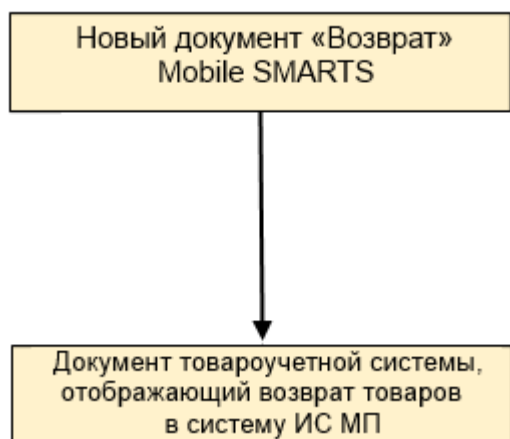 Новый документ «Возврат»
Mobile SMARTS
Документ товароучетной системы,
отображающий возврат товаров
в систему ИС МП